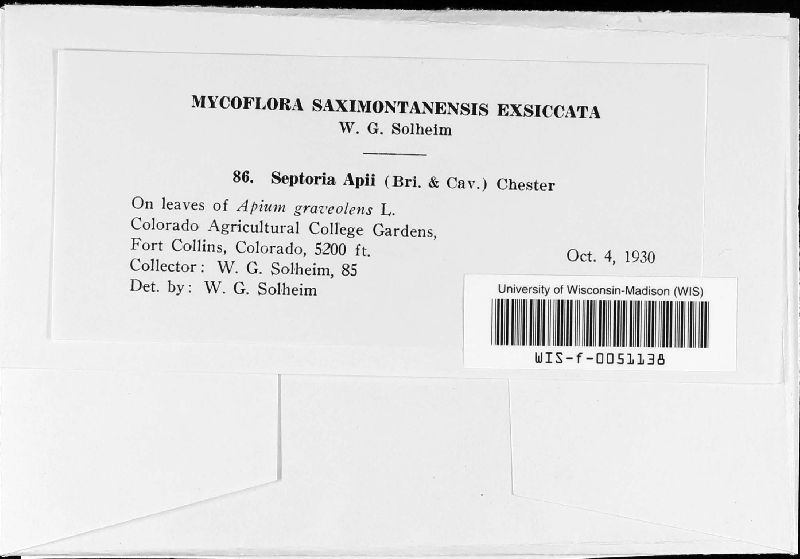 MYCOFLORA SAXIMONTANENSIS EXSICCATA
W. G. Solheim
86. Septoria Apii (Bri. & Cav.) Chester
On leaves of Apium graveolens L.
Colorado Agricultural College Gardens,
Fort Collins, Colorado, 5200 ft.
Oct. 4, 1930
Collector: W. G. Solheim, 85
Det. by: W. G. Solheim
University of Wisconsin-Madison (WIS)
WIS-f-0051138